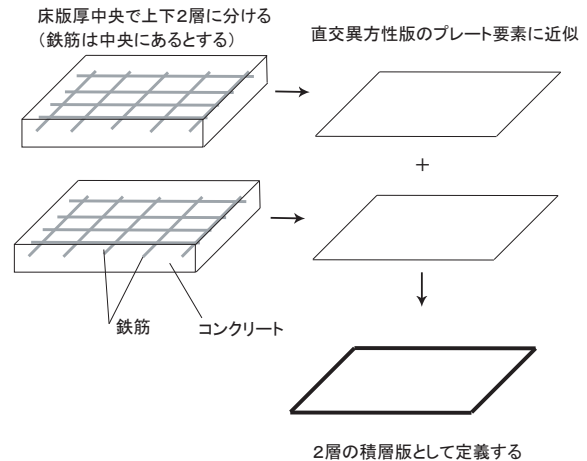 床版厚中央で上下２層に分ける
（鉄筋は中央にあるとする）
直交異方性版のプレート要素に近似
+
鉄筋
コンクリート
２層の積層版として定義する